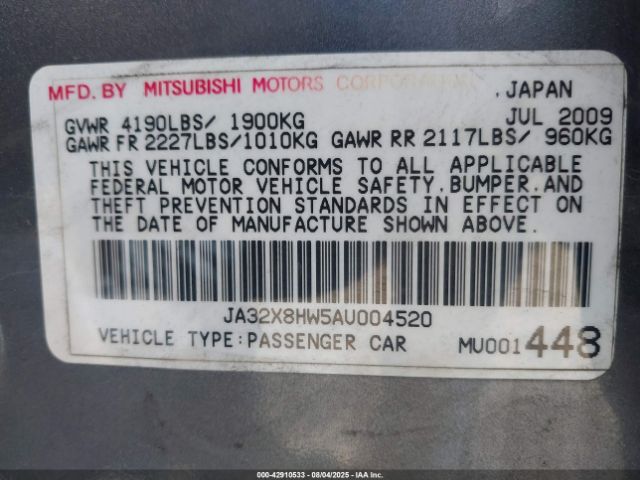 MFD. BY MITSUBISHI MOTORS CORPORATION, JAPAN
GVWR 4190LBS/ 1900KG JUL 2009
GAWR FR 2227LBS/1010KG GAWR RR 2117LBS/ 960KG
THIS VEHICLE CONFORMS TO ALL APPLICABLE
FEDERAL MOTOR VEHICLE SAFETY, BUMPER, AND
THEFT PREVENTION STANDARDS IN EFFECT ON
THE DATE OF MANUFACTURE SHOWN ABOVE.
JA32X8HW5AU004520
VEHICLE TYPE:PASSENGER CAR MU001448
000-42910533 - 08/04/2025 - IAA Inc.